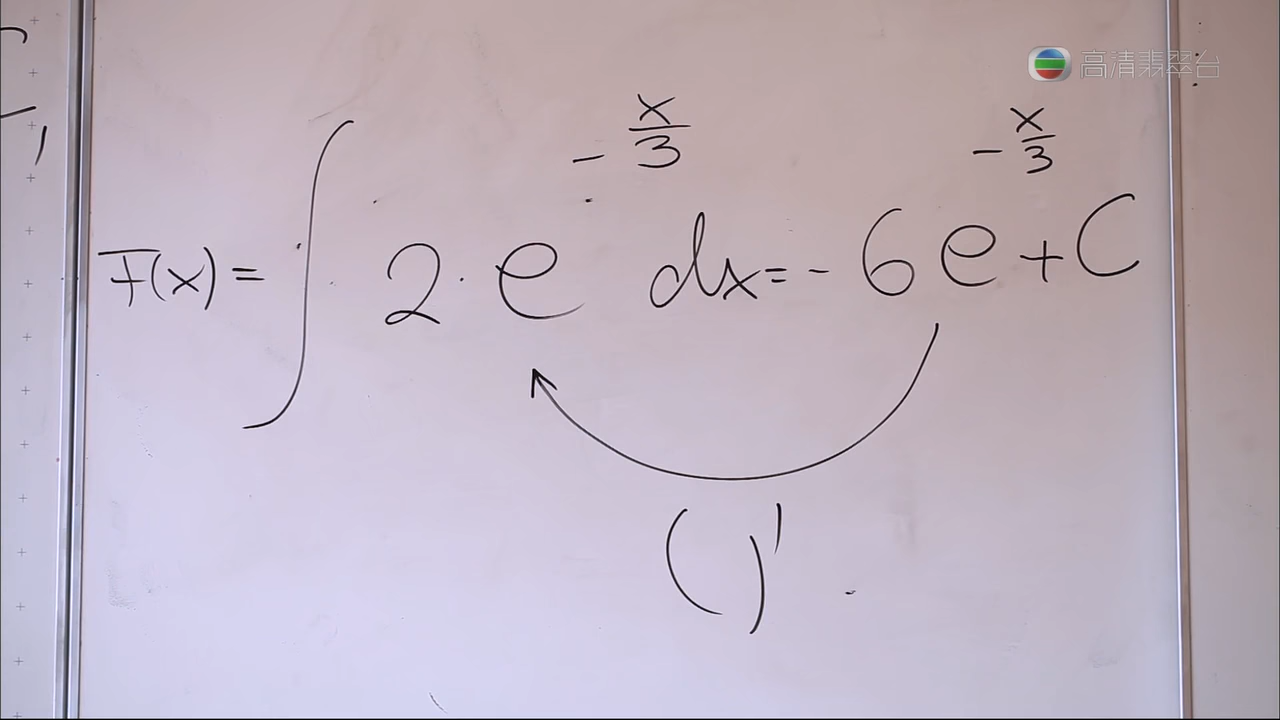 高清翡翠台
F(x) = ∫ 2 · e^(-x/3) dx = -6e^(-x/3) + C
( )'